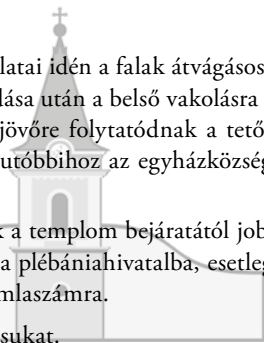 latai idén a falak átvágásos
dása után a belső vakolásra
jövőre folytatódnak a tető
utóbbihoz az egyházközség
k a templom bejáratától job
a plébániahivatalba, esetleg
mlaszámra.
sukat.